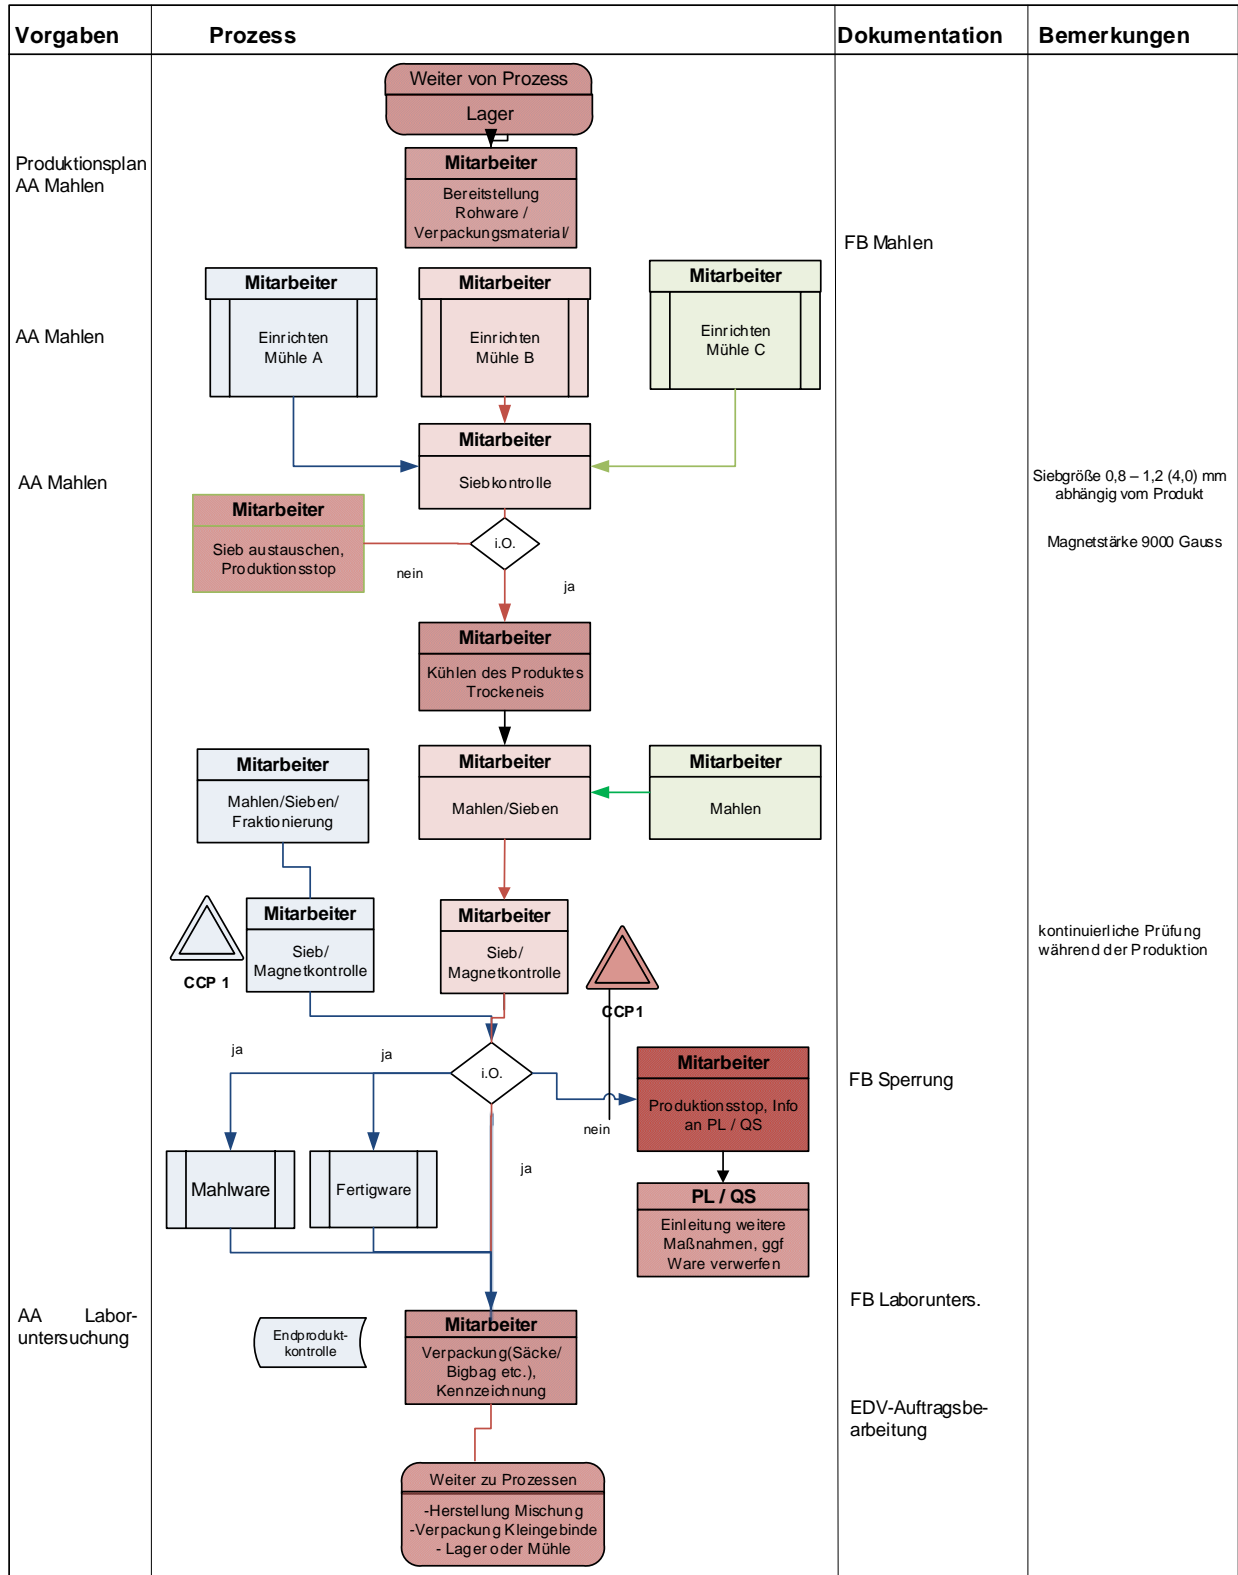 Vorgaben
Prozess
Dokumentation
Bemerkungen
Weiter von Prozess
Lager
Produktionsplan
AA Mahlen
Mitarbeiter
Bereitstellung
Rohware /
Verpackungsmaterial/
FB Mahlen
Mitarbeiter
Einrichten
Mühle A
Mitarbeiter
Einrichten
Mühle B
Mitarbeiter
Einrichten
Mühle C
AA Mahlen
Mitarbeiter
Siebkontrolle
AA Mahlen
Siebgröße 0,8 – 1,2 (4,0) mm
abhängig vom Produkt
Mitarbeiter
Sieb austauschen,
Produktionsstop
i.O.
Magnetstärke 9000 Gauss
nein
ja
Mitarbeiter
Kühlen des Produktes
Trockeneis
Mitarbeiter
Mahlen/Sieben/
Fraktionierung
Mitarbeiter
Mahlen/Sieben
Mitarbeiter
Mahlen
CCP 1
Mitarbeiter
Sieb/
Magnetkontrolle
Mitarbeiter
Sieb/
Magnetkontrolle
CCP1
kontinuierliche Prüfung
während der Produktion
ja
ja
i.O.
Mitarbeiter
Produktionsstop, Info
an PL / QS
FB Sperrung
nein
ja
Mahlware
Fertigware
PL / QS
Einleitung weitere
Maßnahmen, ggf
Ware verwerfen
FB Laborunters.
AA Labor-
untersuchung
Endprodukt-
kontrolle
Mitarbeiter
Verpackung(Säcke/
Bigbag etc.),
Kennzeichnung
EDV-Auftragsbe-
arbeitung
Weiter zu Prozessen
-Herstellung Mischung
-Verpackung Kleingebinde
- Lager oder Mühle